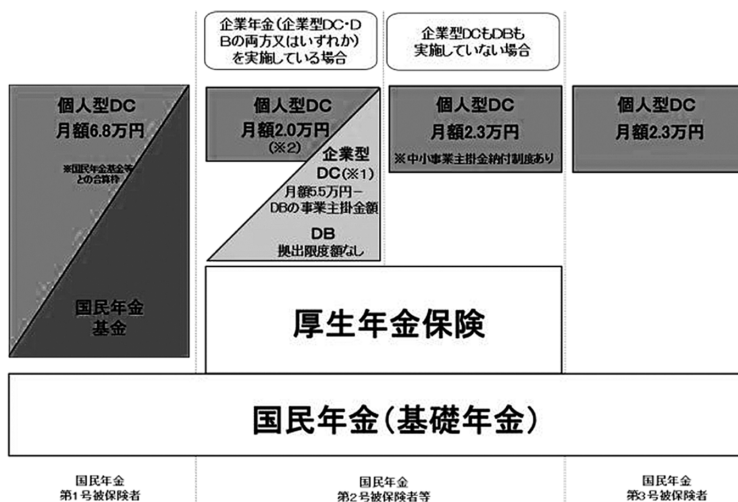 企業年金(企業型DC・D
Bの両方又はいずれか)
を実施している場合
企業型DCもDBも
実施していない場合
個人型DC
月額6.8万円
※国民年金基金等
との合算枠
国民年金
基金
個人型DC
月額2.0万円
(※2)
企業型
DC(※1)
月額5.5万円－
DBの事業主掛金額
DB
拠出限度額なし
個人型DC
月額2.3万円
※中小事業主掛金納付制度あり
個人型DC
月額2.3万円
厚生年金保険
国民年金(基礎年金)
国民年金
第1号被保険者
国民年金
第2号被保険者等
国民年金
第3号被保険者